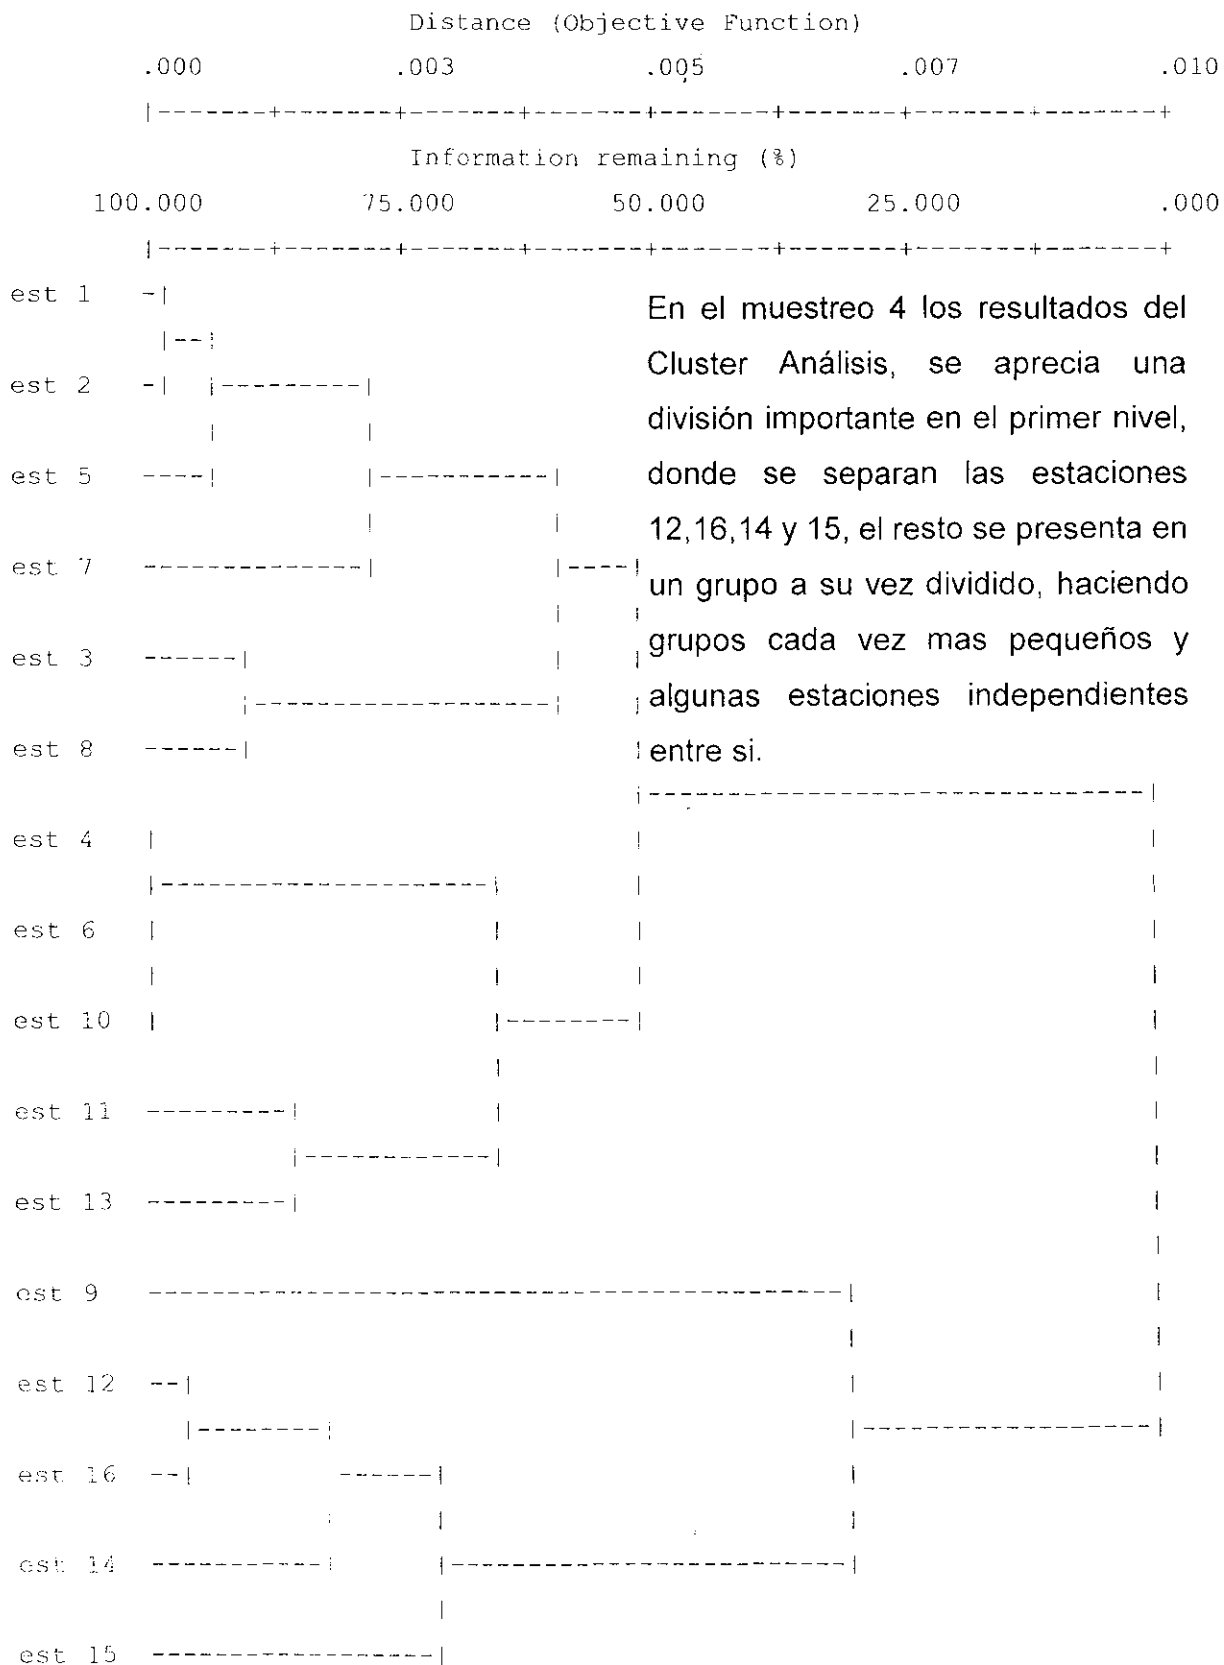 Distance (Objective Function)
.000 .003 .005 .007 .010
Information remaining (%)
100.000 75.000 50.000 25.000 .000
est 1
est 2
est 5
est 7
est 3
est 8
En el muestreo 4 los resultados del
Cluster Análisis, se aprecia una
división importante en el primer nivel,
donde se separan las estaciones
12,16,14 y 15, el resto se presenta en
un grupo a su vez dividido, haciendo
grupos cada vez mas pequeños y
algunas estaciones independientes
entre si.
est 4
est 6
est 10
est 11
est 13
est 9
est 12
est 16
est 14
est 15